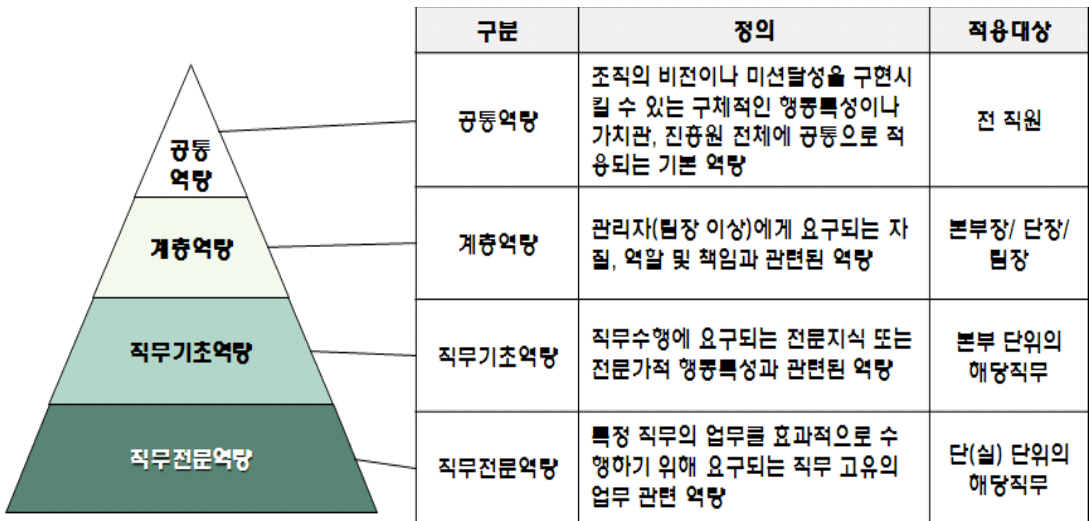 공통
역량
계층역량
직무기초역량
직무전문역량
구분
정의
적용대상
공통역량
조직의 비전이나 미션달성을 구현시
킬 수 있는 구체적인 행동특성이나
가치관, 진흥원 전체에 공통으로 적
용되는 기본 역량
전 직원
계층역량
관리자(팀장 이상)에게 요구되는 자
질, 역할 및 책임과 관련된 역량
본부장/ 단장/
팀장
직무기초역량
직무수행에 요구되는 전문지식 또는
전문가적 행동특성과 관련된 역량
본부 단위의
해당직무
직무전문역량
특정 직무의 업무를 효과적으로 수
행하기 위해 요구되는 직무 고유의
업무 관련 역량
단(실) 단위의
해당직무